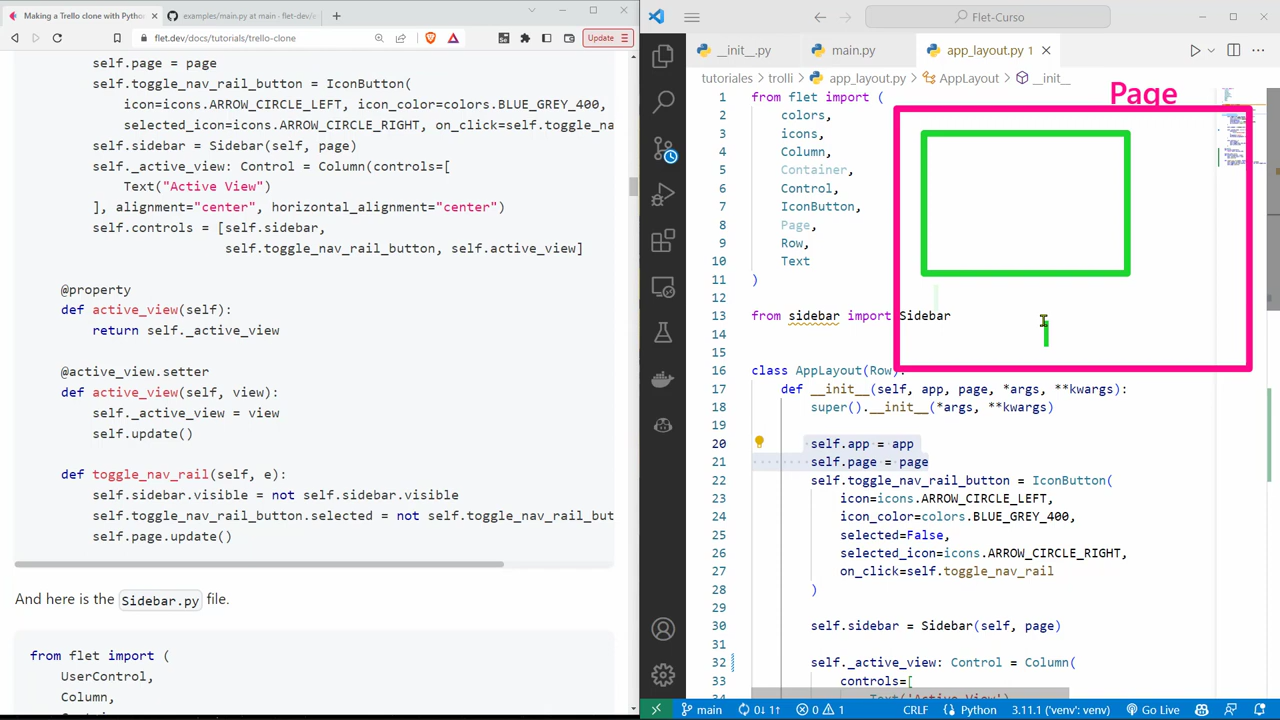 Making a Trello clone with Pytho
examples/main.py at main · flet-dev/e
flet.dev/docs/tutorials/trello-clone
Update
self.page = page
self.toggle_nav_rail_button = IconButton(
icon=icons.ARROW_CIRCLE_LEFT, icon_color=colors.BLUE_GREY_400,
selected_icon=icons.ARROW_CIRCLE_RIGHT, on_click=self.toggle_na
self.sidebar = Sidebar(self, page)
self._active_view: Control = Column(controls=[
Text("Active View")
], alignment="center", horizontal_alignment="center")
self.controls = [self.sidebar,
self.toggle_nav_rail_button, self.active_view]
@property
def active_view(self):
return self._active_view
@active_view.setter
def active_view(self, view):
self._active_view = view
self.update()
def toggle_nav_rail(self, e):
self.sidebar.visible = not self.sidebar.visible
self.toggle_nav_rail_button.selected = not self.toggle_nav_rail_but
self.page.update()
And here is the Sidebar.py file.
from flet import (
UserControl,
Column,
Flet-Curso
__init__.py
main.py
app_layout.py 1
tutoriales
trolli
app_layout.py
AppLayout
__init__
Page
1 from flet import (
2 colors,
3 icons,
4 Column,
5 Container,
6 Control,
7 IconButton,
8 Page,
9 Row,
10 Text
11 )
12
13 from sidebar import Sidebar
14
15
16 class AppLayout(Row):
17 def __init__(self, app, page, *args, **kwargs):
18 super().__init__(*args, **kwargs)
19
20 self.app = app
21 self.page = page
22 self.toggle_nav_rail_button = IconButton(
23 icon=icons.ARROW_CIRCLE_LEFT,
24 icon_color=colors.BLUE_GREY_400,
25 selected=False,
26 selected_icon=icons.ARROW_CIRCLE_RIGHT,
27 on_click=self.toggle_nav_rail
28 )
29
30 self.sidebar = Sidebar(self, page)
31
32 self._active_view: Control = Column(
33 controls=[
Text('Active View')
main
0↓ 1↑
0
1
CRLF
Python
3.11.1 ('venv': venv)
Go Live